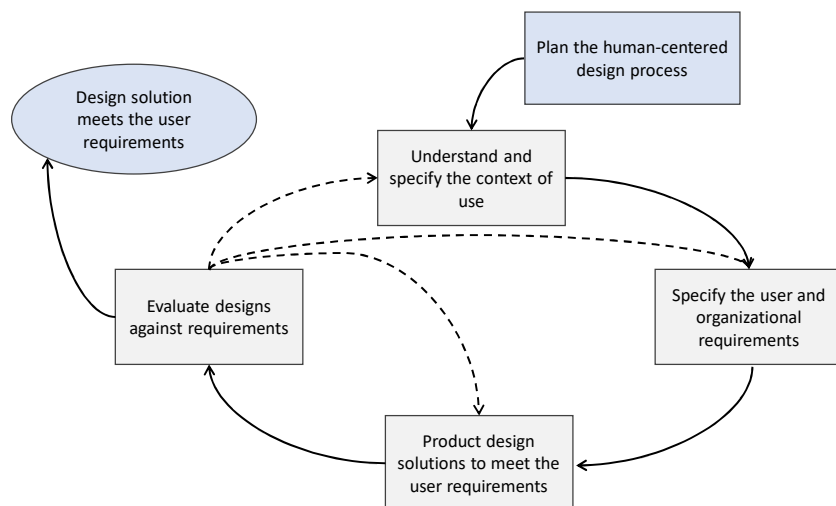 Plan the human-centered
design process
Design solution
meets the user
requirements
Understand and
specify the context of
use
Evaluate designs
against requirements
Specify the user and
organizational
requirements
Product design
solutions to meet the
user requirements